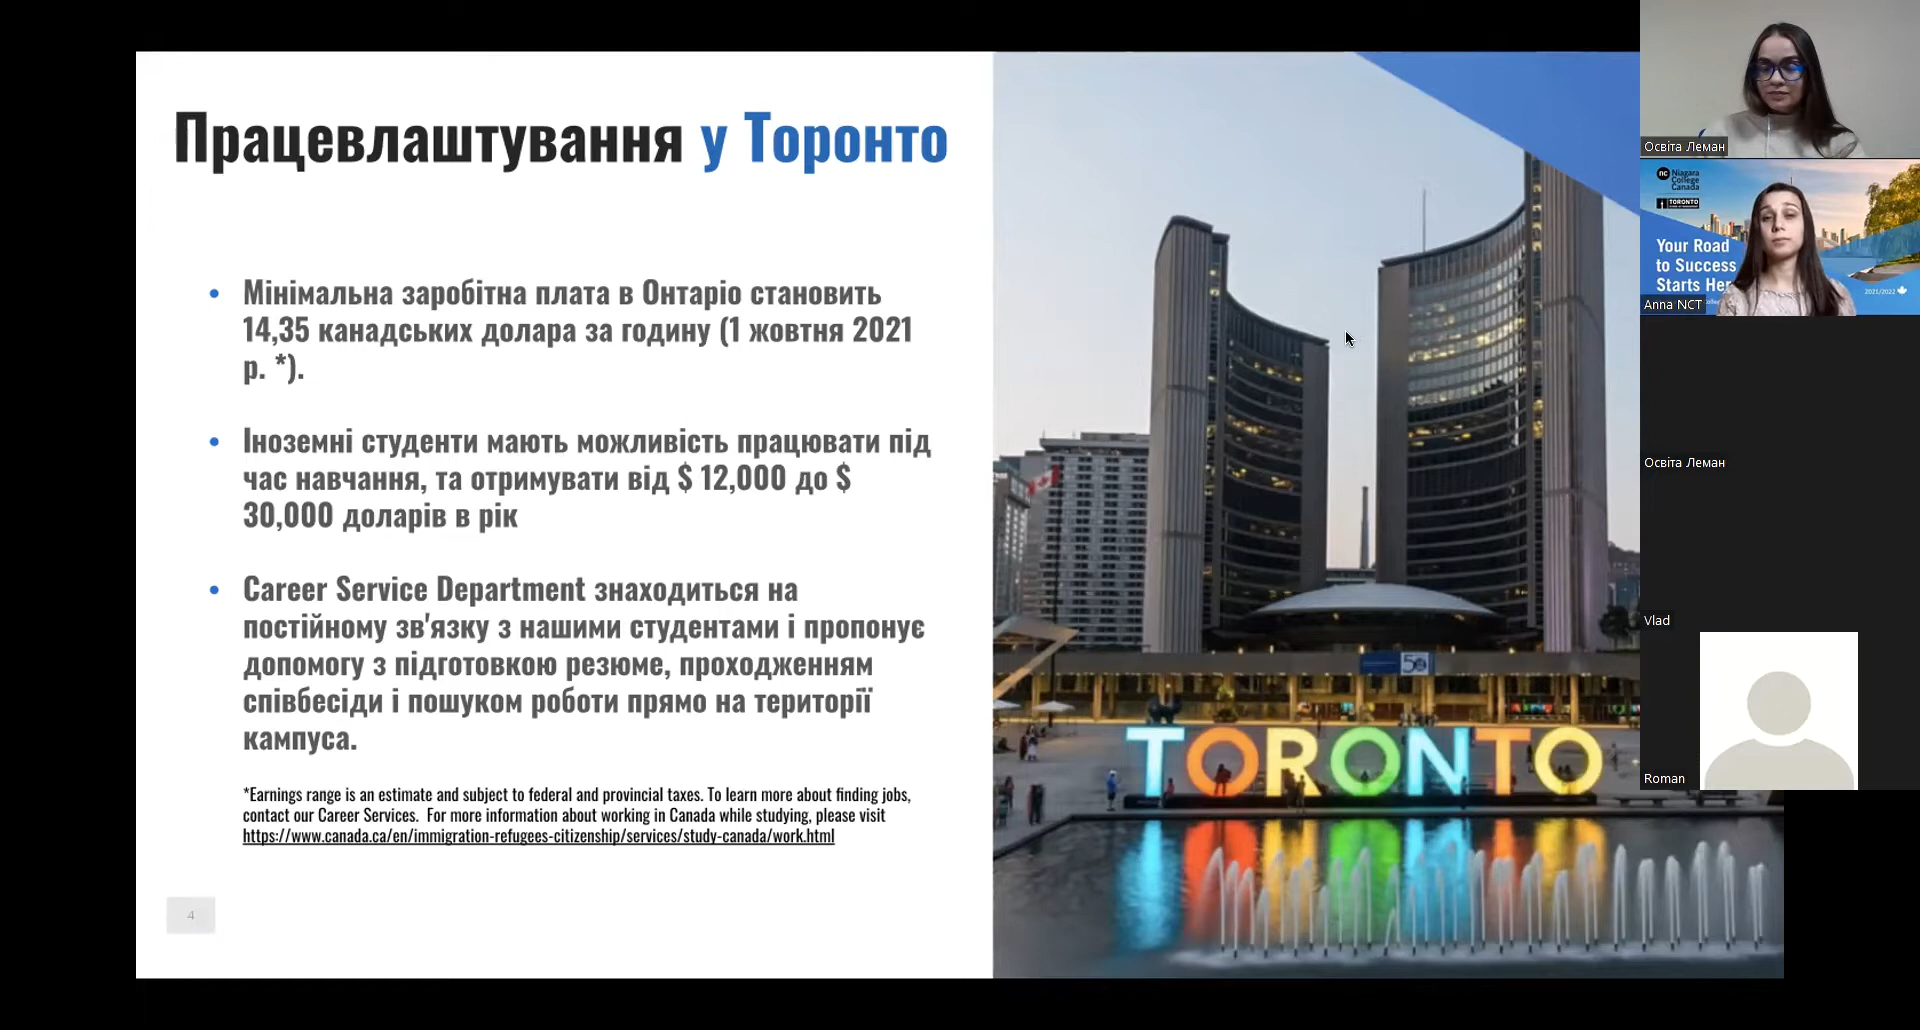 Працевлаштування у Торонто
Мінімальна заробітна плата в Онтаріо становить
14,35 канадських долара за годину (1 жовтня 2021
р. *).
Іноземні студенти мають можливість працювати під
час навчання, та отримувати від $ 12,000 до $
30,000 доларів в рік
Career Service Department знаходиться на
постійному зв'язку з нашими студентами і пропонує
допомогу з підготовкою резюме, проходженням
співбесіди і пошуком роботи прямо на території
кампуса.
*Earnings range is an estimate and subject to federal and provincial taxes. To learn more about finding jobs,
contact our Career Services. For more information about working in Canada while studying, please visit
https://www.canada.ca/en/immigration-refugees-citizenship/services/study-canada/work.html
4
50
TORONTO
Освіта Леман
nc Niagara
College
Canada
TORONTO
Your Road
to Success
Starts Her
2021/2022
Anna NCT
Освіта Леман
Vlad
Roman